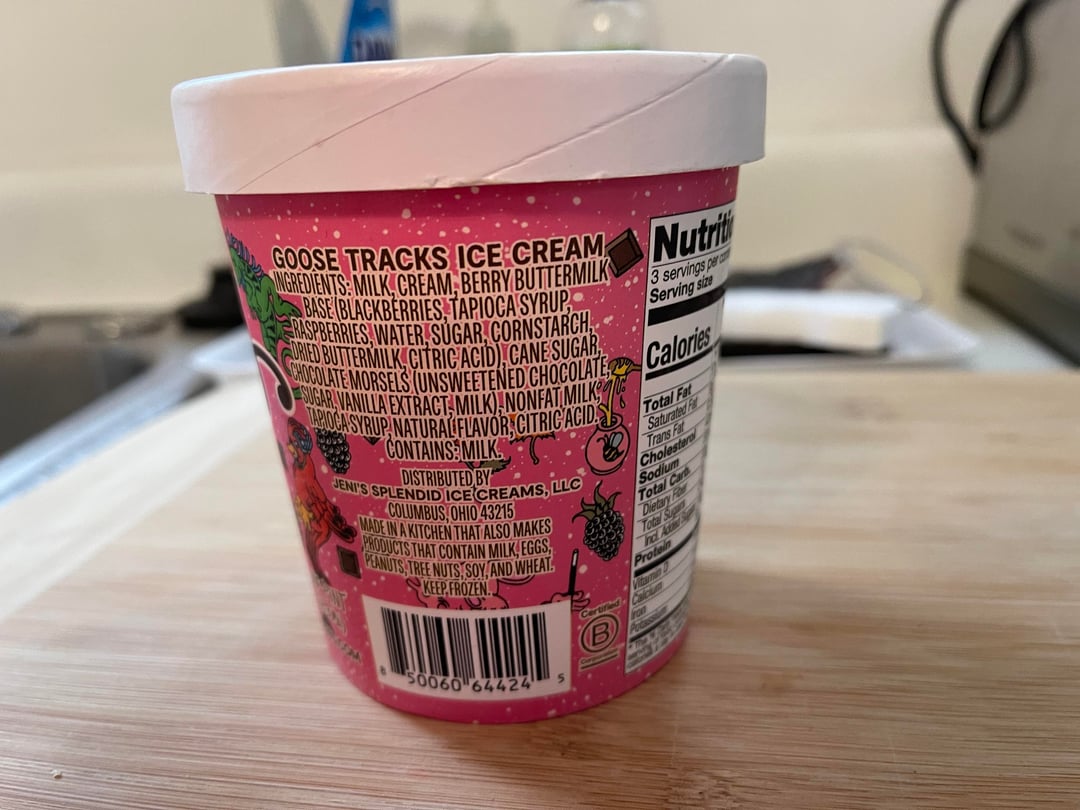 GOOSE TRACKS ICE CREAM
INGREDIENTS: MILK, CREAM, BERRY BUTTERMILK
BASE (BLACKBERRIES, TAPIOCA SYRUP,
RASPBERRIES, WATER, SUGAR, CORNSTARCH,
DRIED BUTTERMILK, CITRIC ACID), CANE SUGAR,
CHOCOLATE MORSELS (UNSWEETENED CHOCOLATE,
SUGAR, VANILLA EXTRACT, MILK), NONFAT MILK,
TAPIOCA SYRUP, NATURAL FLAVOR, CITRIC ACID.
CONTAINS: MILK.
DISTRIBUTED BY
JENI'S SPLENDID ICE CREAMS, LLC
COLUMBUS, OHIO 43215
MADE IN A KITCHEN THAT ALSO MAKES
PRODUCTS THAT CONTAIN MILK, EGGS,
PEANUTS, TREE NUTS, SOY, AND WHEAT.
KEEP FROZEN.
8 50060 64424 5
Certified
B
Corporation
Nutriti
3 servings per con
Serving size
Calories
Total Fat
Saturated Fat
Trans Fat
Cholesterol
Sodium
Total Carb
Dietary Fiber
Total Sugars
Incl. Added
Protein
Vitamin D
Calcium
Iron
Potassium